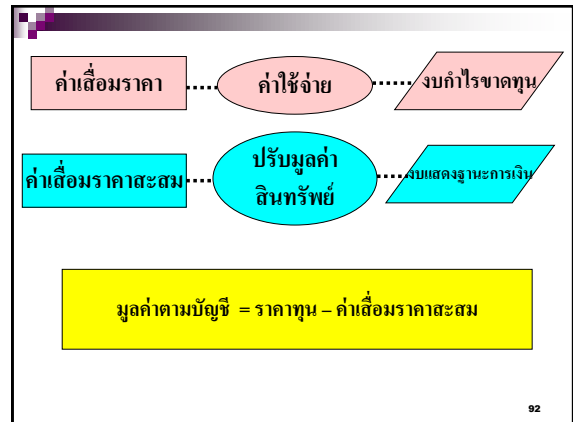 ค่าเสื่อมราคา ค่าใช้จ่าย งบกำไรขาดทุน
ค่าเสื่อมราคาสะสม ปรับมูลค่า งบแสดงฐานะการเงิน
สินทรัพย์
มูลค่าตามบัญชี = ราคาทุน – ค่าเสื่อมราคาสะสม
92